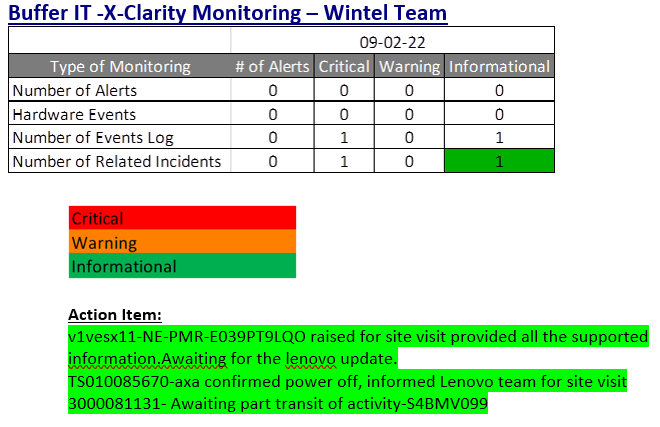 Buffer IT -X-Clarity Monitoring – Wintel Team
09-02-22
Type of Monitoring # of Alerts Critical Warning Informational
Number of Alerts 0 0 0 0
Hardware Events 0 0 0 0
Number of Events Log 0 1 0 1
Number of Related Incidents 0 1 0 1
Critical
Warning
Informational
Action Item:
v1vesx11-NE-PMR-E039PT9LQO raised for site visit provided all the supported
information.Awaiting for the lenovo update.
TS010085670-axa confirmed power off, informed Lenovo team for site visit
3000081131- Awaiting part transit of activity-S4BMV099